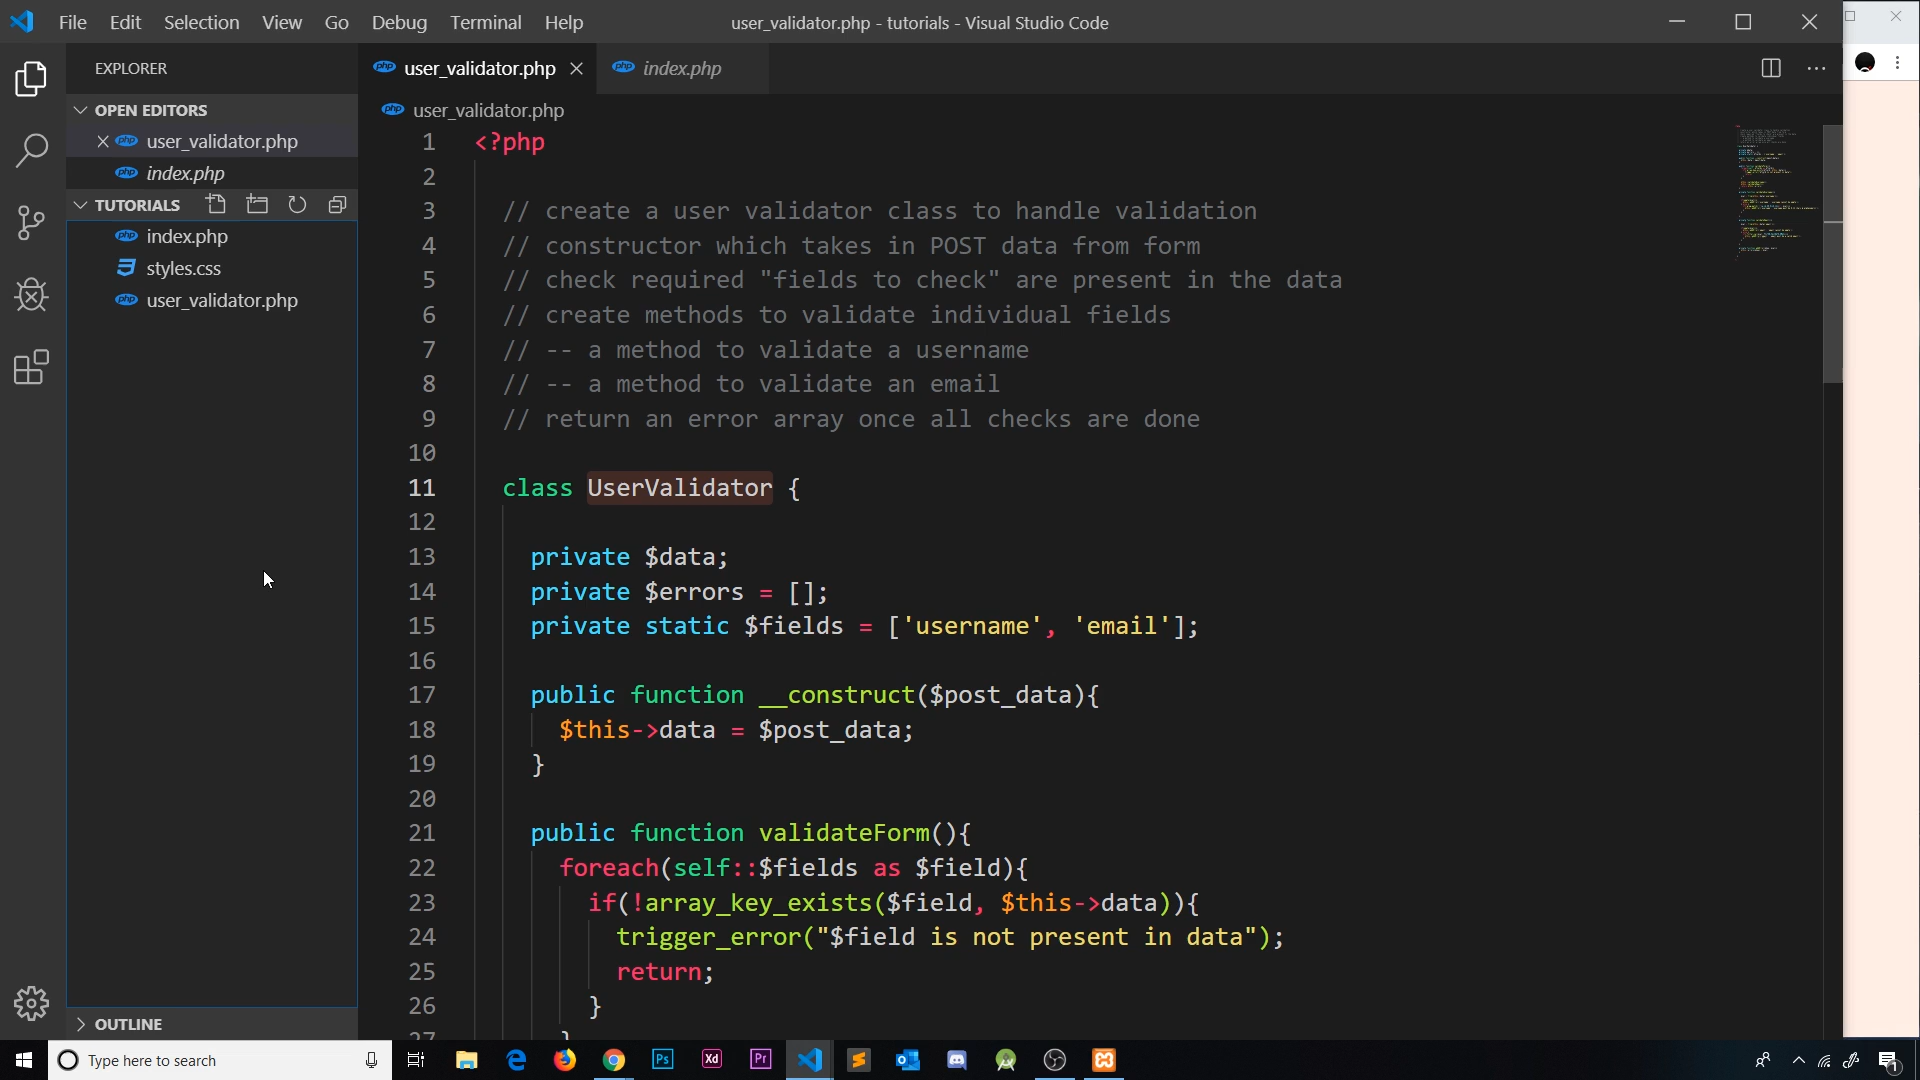 File Edit Selection View Go Debug Terminal Help
user_validator.php - tutorials - Visual Studio Code
EXPLORER
OPEN EDITORS
user_validator.php
index.php
TUTORIALS
index.php
styles.css
user_validator.php
OUTLINE
user_validator.php
index.php
user_validator.php
1 <?php
2
3 // create a user validator class to handle validation
4 // constructor which takes in POST data from form
5 // check required "fields to check" are present in the data
6 // create methods to validate individual fields
7 // -- a method to validate a username
8 // -- a method to validate an email
9 // return an error array once all checks are done
10
11 class UserValidator {
12
13 private $data;
14 private $errors = [];
15 private static $fields = ['username', 'email'];
16
17 public function __construct($post_data){
18 $this->data = $post_data;
19 }
20
21 public function validateForm(){
22 foreach(self::$fields as $field){
23 if(!array_key_exists($field, $this->data)){
24 trigger_error("$field is not present in data");
25 return;
26 }
27 }
Type here to search
Ps
Xd
Pr
1